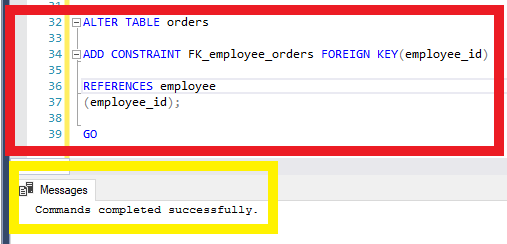 31
32 ALTER TABLE orders
33
34 ADD CONSTRAINT FK_employee_orders FOREIGN KEY(employee_id)
35
36 REFERENCES employee
37 (employee_id);
38
39 GO
Messages
Commands completed successfully.